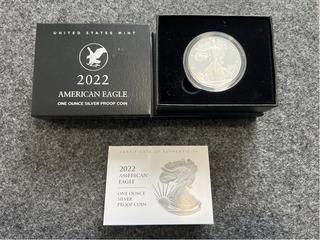 UNITED STATES MINT
2022
AMERICAN EAGLE
ONE OUNCE SILVER PROOF COIN
CERTIFICATE OF AUTHENTICITY
2022
AMERICAN
EAGLE
ONE OUNCE
SILVER
PROOF COIN